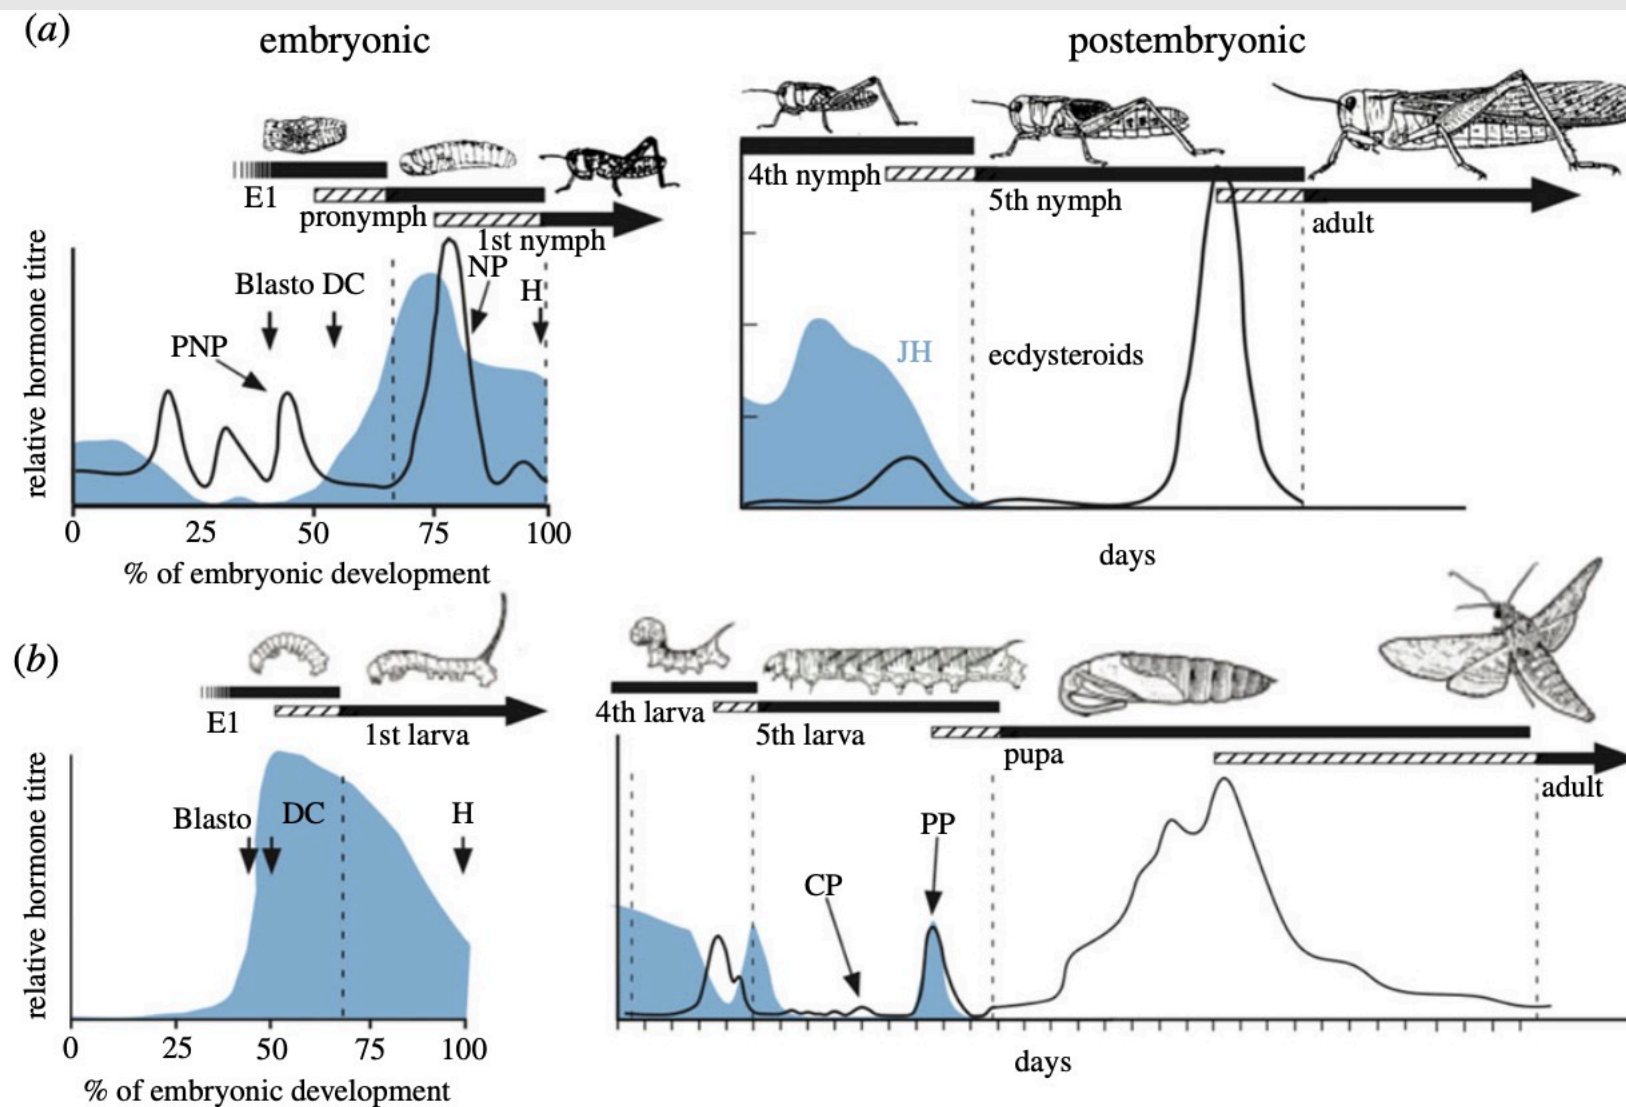 (a)
embryonic
postembryonic
E1
pronymph
1st nymph
4th nymph
5th nymph
adult
relative hormone titre
Blasto DC
NP
H
PNP
JH
ecdysteroids
0 25 50 75 100
% of embryonic development
days
(b)
E1
1st larva
4th larva
5th larva
pupa
adult
relative hormone titre
Blasto
DC
H
CP
PP
0 25 50 75 100
% of embryonic development
days